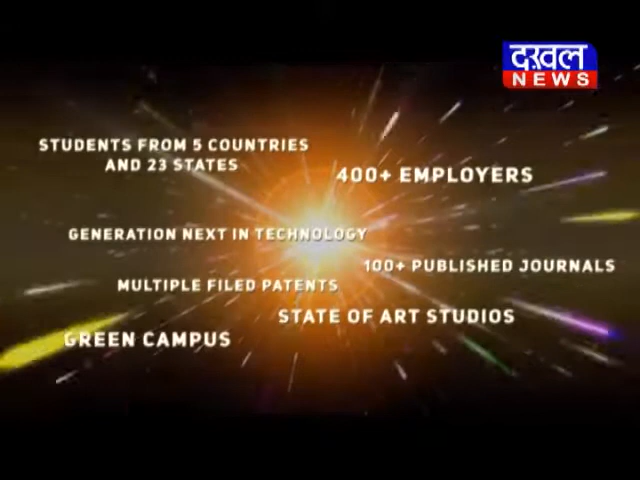 दख़ल
NEWS
STUDENTS FROM 5 COUNTRIES
AND 23 STATES
400+ EMPLOYERS
GENERATION NEXT IN TECHNOLOGY
100+ PUBLISHED JOURNALS
MULTIPLE FILED PATENTS
STATE OF ART STUDIOS
GREEN CAMPUS